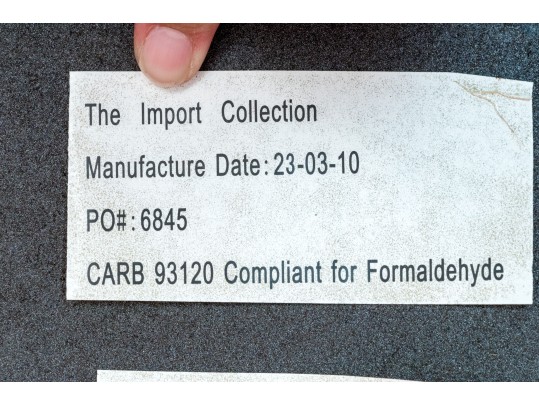 The Import Collection
Manufacture Date: 23-03-10
PO#: 6845
CARB 93120 Compliant for Formaldehyde